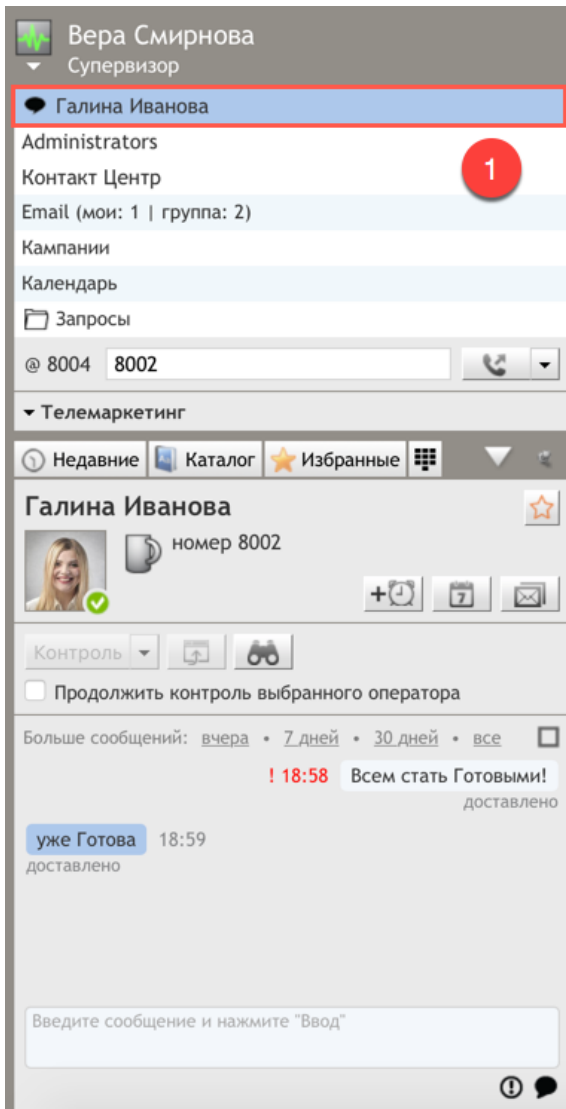 Вера Смирнова
Супервизор
Галина Иванова
Administrators
1
Контакт Центр
Email (мои: 1 | группа: 2)
Кампании
Календарь
Запросы
@ 8004 8002
Телемаркетинг
Недавние Каталог Избранные
Галина Иванова
номер 8002
+ 7
Контроль
Продолжить контроль выбранного оператора
Больше сообщений: вчера • 7 дней • 30 дней • все
! 18:58 Всем стать Готовыми!
доставлено
уже Готова 18:59
доставлено
Введите сообщение и нажмите "Ввод"